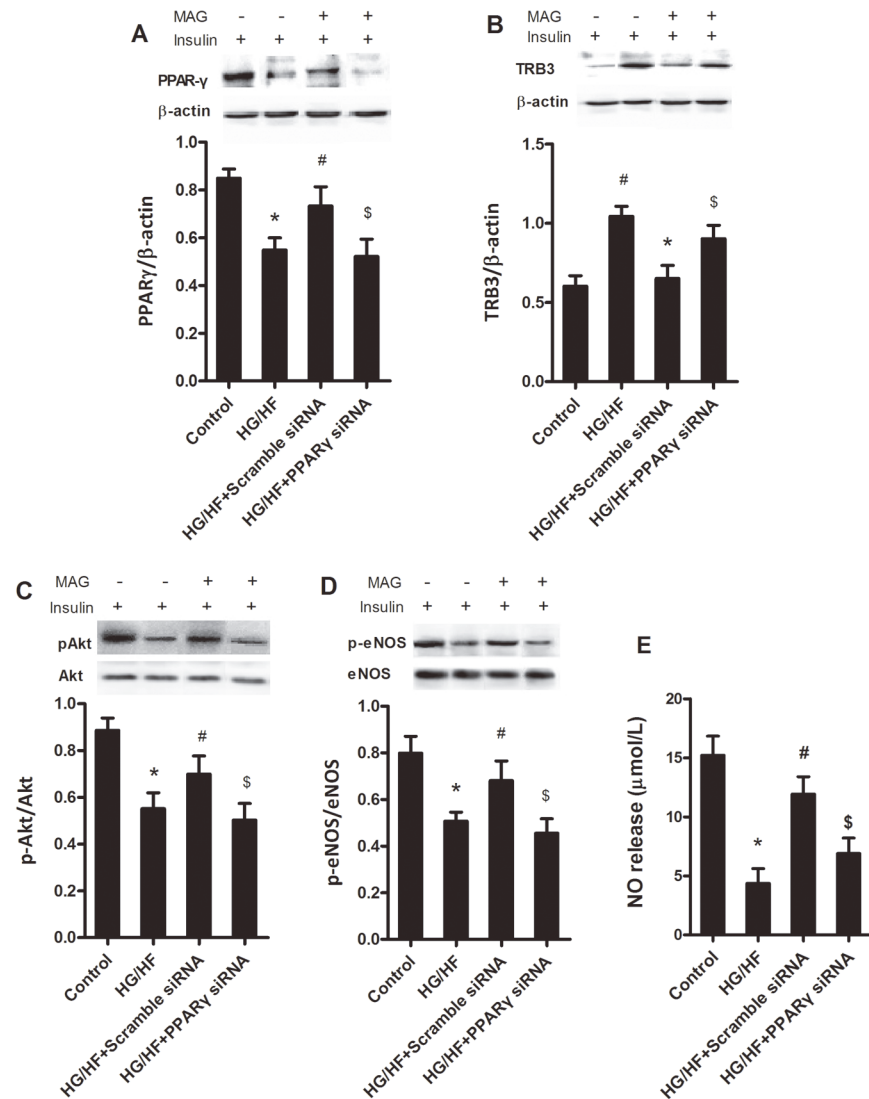 A
MAG - - + +
Insulin + + + +
PPAR-γ
β-actin
PPARγ/β-actin
1.0
0.8
0.6
0.4
0.2
0.0
*
#
$
Control
HG/HF
HG/HF+Scramble siRNA
HG/HF+PPARγ siRNA
B
MAG - - + +
Insulin + + + +
TRB3
β-actin
TRB3/β-actin
1.5
1.0
0.5
0.0
#
*
$
Control
HG/HF
HG/HF+Scramble siRNA
HG/HF+PPARγ siRNA
C
MAG - - + +
Insulin + + + +
pAkt
Akt
p-Akt/Akt
1.0
0.8
0.6
0.4
0.2
0.0
*
#
$
Control
HG/HF
HG/HF+Scramble siRNA
HG/HF+PPARγ siRNA
D
MAG - - + +
Insulin + + + +
p-eNOS
eNOS
p-eNOS/eNOS
1.0
0.8
0.6
0.4
0.2
0.0
*
#
$
Control
HG/HF
HG/HF+Scramble siRNA
HG/HF+PPARγ siRNA
E
NO release (μmol/L)
20
15
10
5
0
*
#
$
Control
HG/HF
HG/HF+Scramble siRNA
HG/HF+PPARγ siRNA